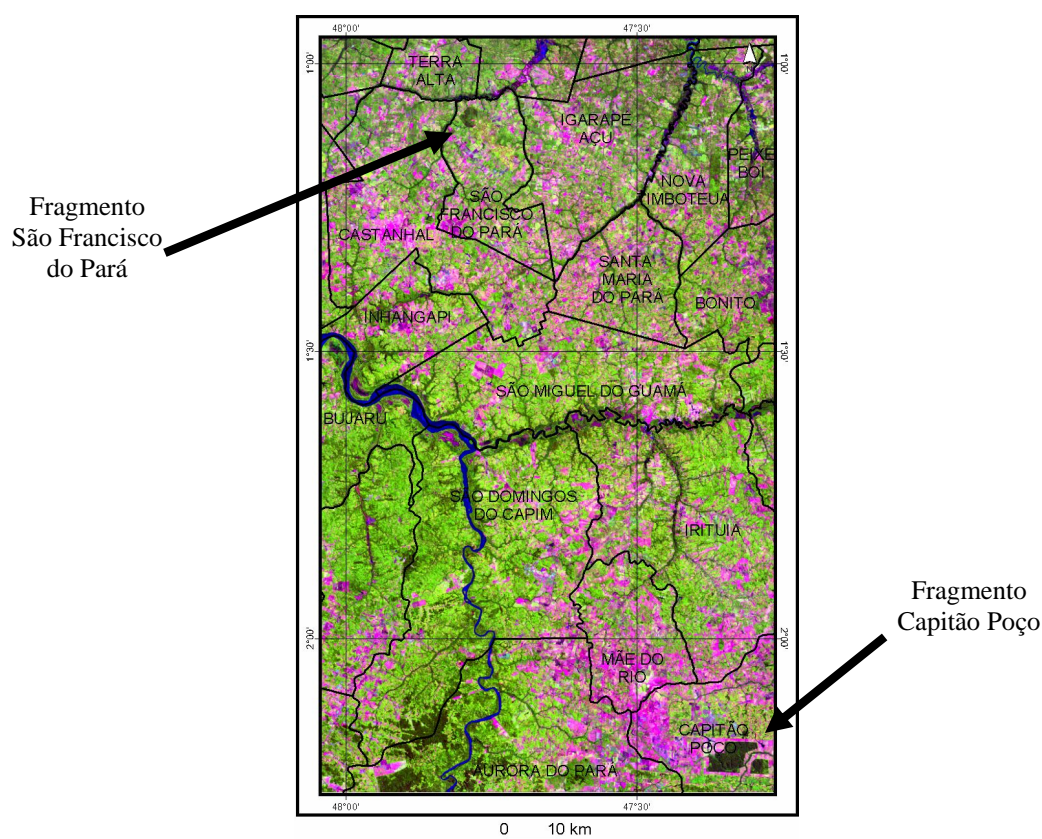 48°00'
47°30'
1°00'
1°00'
TERRA
ALTA
IGARAPÉ
AÇU
PEIXE
BOI
NOVA
TIMBOTEUA
Fragmento
São Francisco
do Pará
SÃO
FRANCISCO
DO PARÁ
CASTANHAL
SANTA
MARIA
DO PARÁ
BONITO
INHANGAPI
1°30'
1°30'
SÃO MIGUEL DO GUAMÁ
BUJARU
SÃO DOMINGOS
DO CAPIM
IRITUIA
Fragmento
Capitão Poço
2°00'
2°00'
MÃE DO
RIO
CAPITÃO
POÇO
AURORA DO PARÁ
48°00'
47°30'
0 10 km